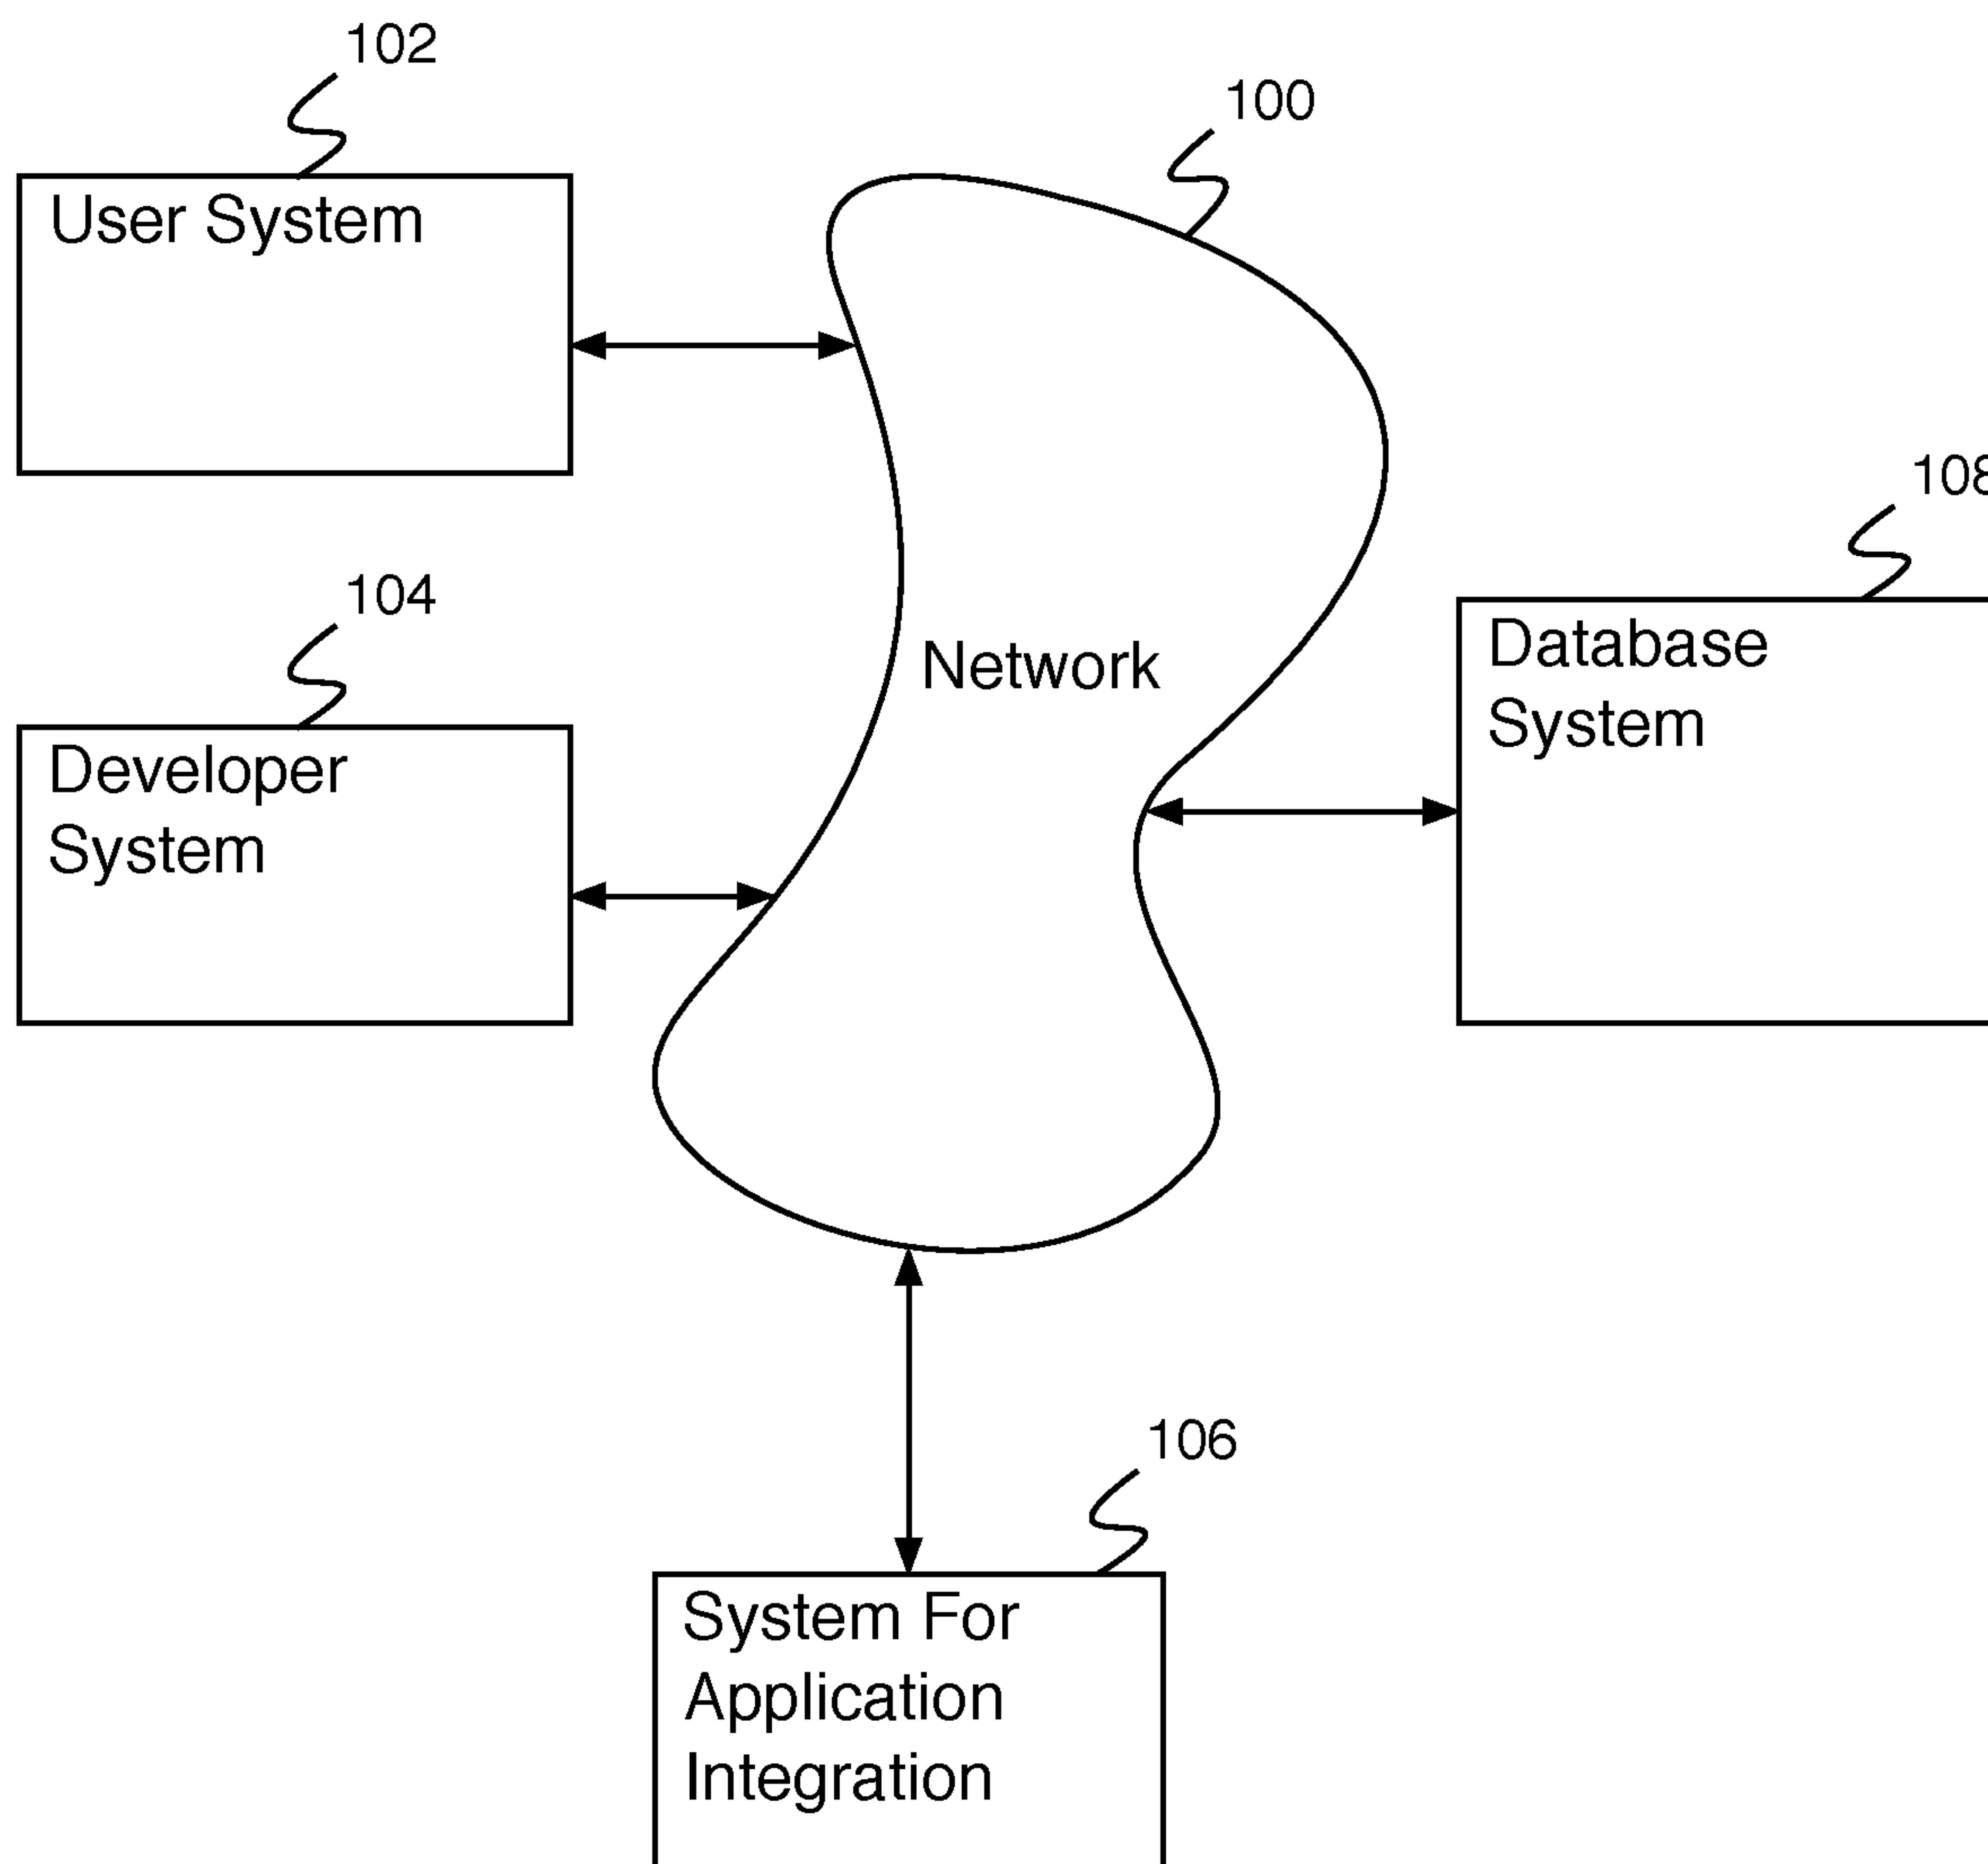 102
100
User System
108
104
Network
Database
System
Developer
System
106
System For
Application
Integration